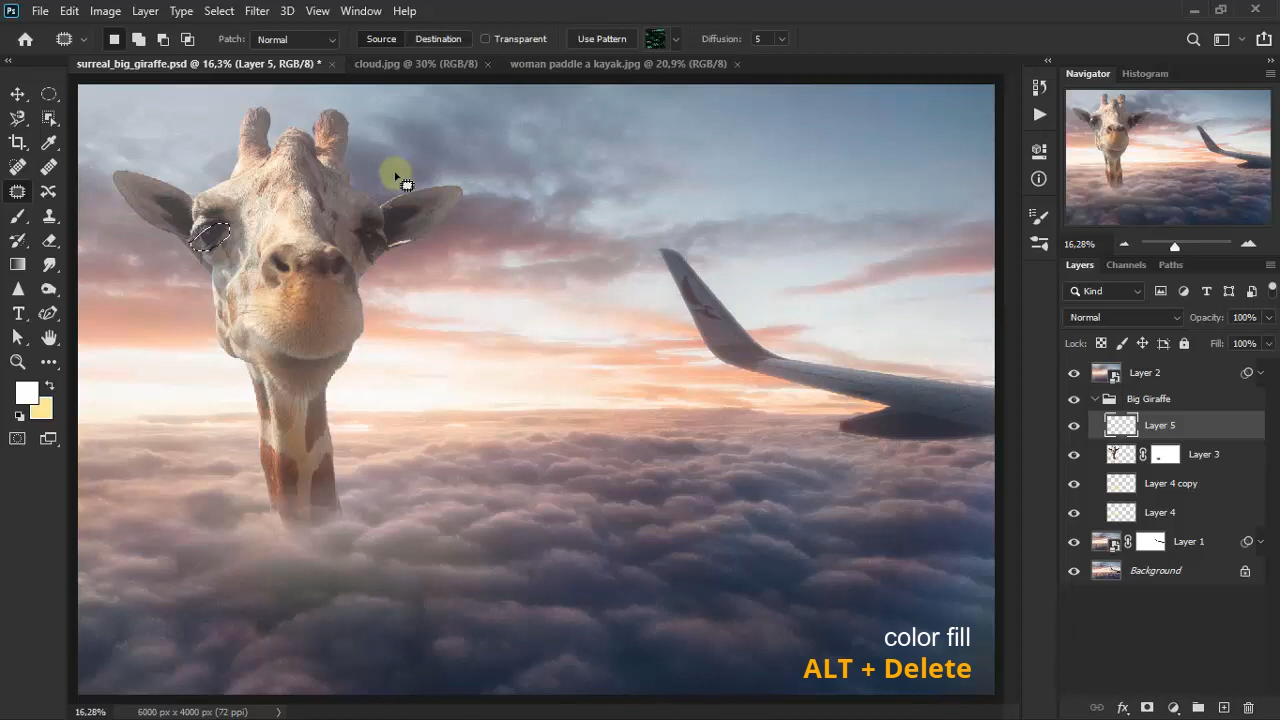 Ps File Edit Image Layer Type Select Filter 3D View Window Help
Patch: Normal Source Destination Transparent Use Pattern Diffusion: 5
surreal_big_giraffe.psd @ 16,3% (Layer 5, RGB/8) * cloud.jpg @ 30% (RGB/8) woman paddle a kayak.jpg @ 20,9% (RGB/8)
Navigator Histogram
16,28%
Layers Channels Paths
Kind
Normal Opacity: 100%
Lock: Fill: 100%
Layer 2
Big Giraffe
Layer 5
Layer 3
Layer 4 copy
Layer 4
Layer 1
Background
color fill
ALT + Delete
16,28% 6000 px x 4000 px (72 ppi)